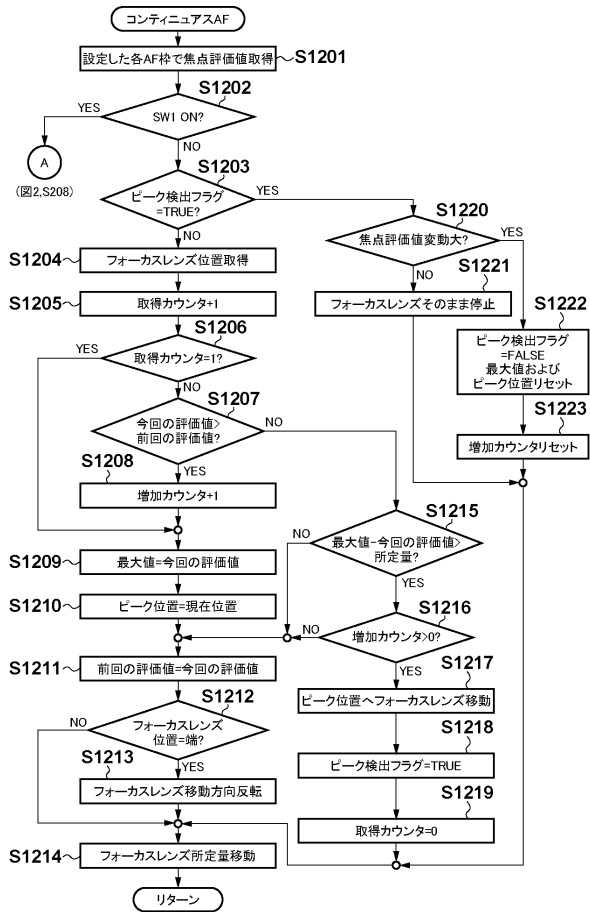 コンティニュアスAF
設定した各AF枠で焦点評価値取得
S1201
S1202
SW1 ON?
YES
NO
A
(図2,S208)
S1203
ピーク検出フラグ
=TRUE?
YES
NO
S1204
フォーカスレンズ位置取得
S1205
取得カウンタ+1
S1206
取得カウンタ=1?
YES
NO
S1207
今回の評価値>
前回の評価値?
NO
YES
S1208
増加カウンタ+1
S1209
最大値=今回の評価値
S1210
ピーク位置=現在位置
S1211
前回の評価値=今回の評価値
S1212
フォーカスレンズ
位置=端?
NO
YES
S1213
フォーカスレンズ移動方向反転
S1214
フォーカスレンズ所定量移動
リターン
S1220
焦点評価値変動大?
YES
NO
S1221
フォーカスレンズそのまま停止
S1222
ピーク検出フラグ
=FALSE
最大値および
ピーク位置リセット
S1223
増加カウンタリセット
S1215
最大値-今回の評価値>
所定量?
NO
YES
S1216
増加カウンタ>0?
NO
YES
S1217
ピーク位置へフォーカスレンズ移動
S1218
ピーク検出フラグ=TRUE
S1219
取得カウンタ=0